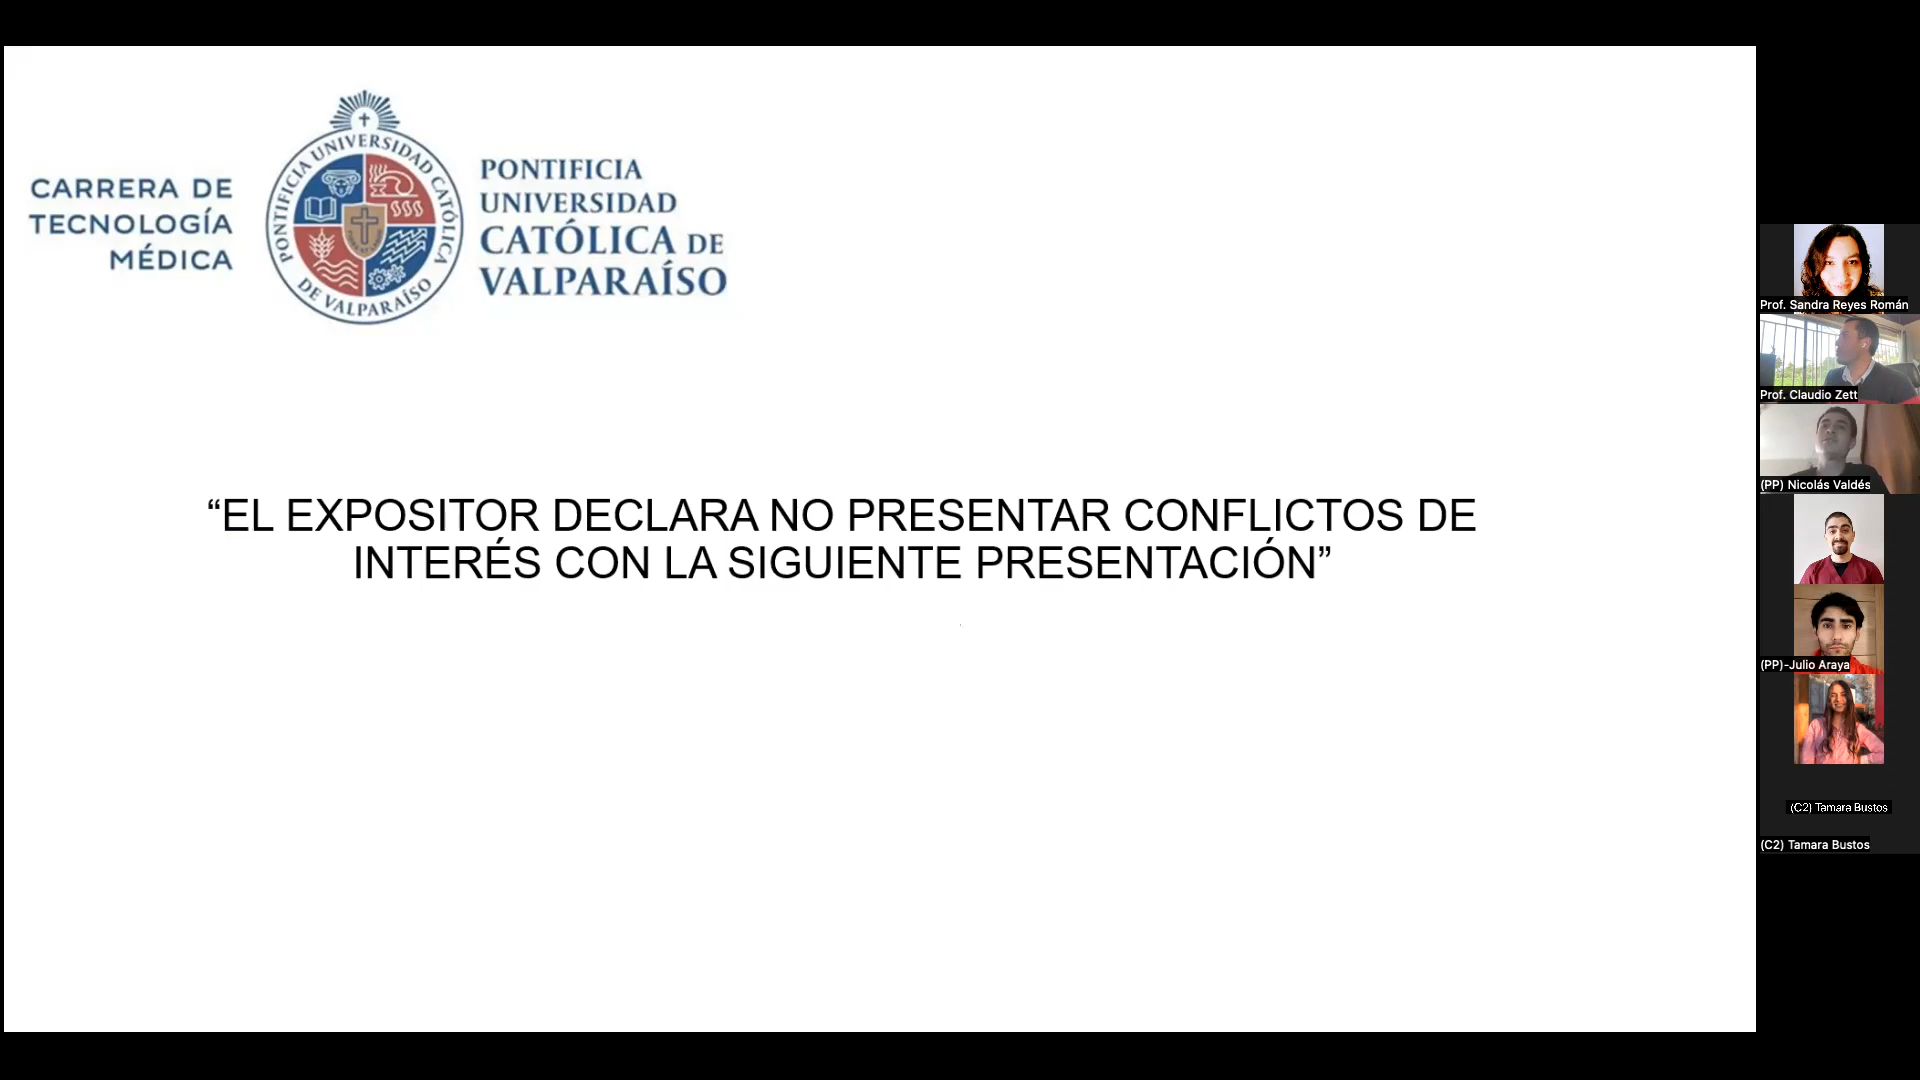 CARRERA DE
TECNOLOGÍA
MÉDICA
PONTIFICIA UNIVERSIDAD CATÓLICA
DE VALPARAÍSO
PONTIFICIA
UNIVERSIDAD
CATÓLICA DE
VALPARAÍSO
“EL EXPOSITOR DECLARA NO PRESENTAR CONFLICTOS DE
INTERÉS CON LA SIGUIENTE PRESENTACIÓN”
Prof. Sandra Reyes Román
Prof. Claudio Zett
(PP) Nicolás Valdés
(PP)-Julio Araya
(C2) Tamara Bustos
(C2) Tamara Bustos